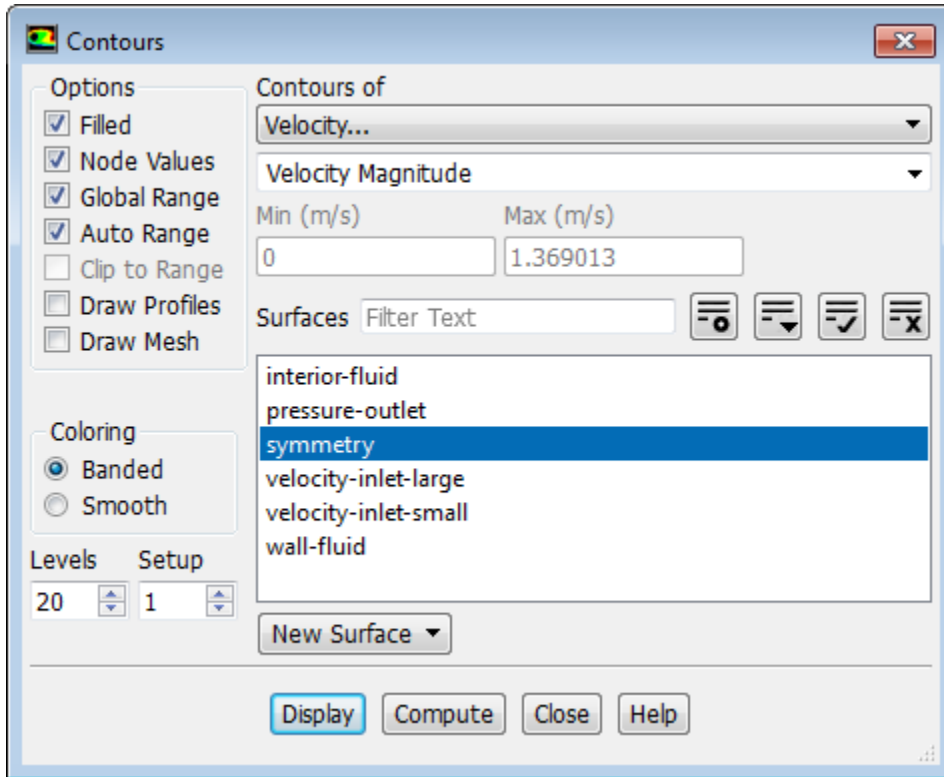 Contours
Options
Filled
Node Values
Global Range
Auto Range
Clip to Range
Draw Profiles
Draw Mesh
Coloring
Banded
Smooth
Levels Setup
20 1
Contours of
Velocity...
Velocity Magnitude
Min (m/s) Max (m/s)
0 1.369013
Surfaces Filter Text
interior-fluid
pressure-outlet
symmetry
velocity-inlet-large
velocity-inlet-small
wall-fluid
New Surface
Display Compute Close Help